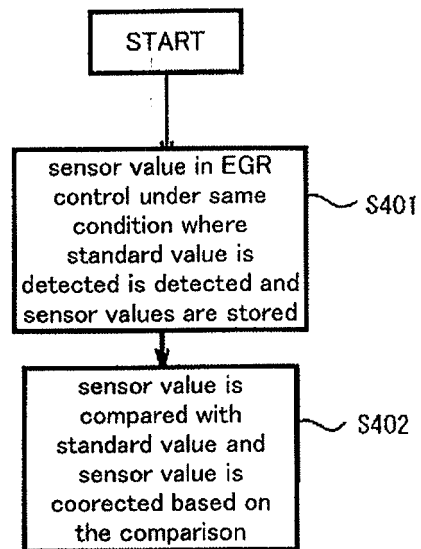 START
sensor value in EGR
control under same
condition where
standard value is
detected is detected and
sensor values are stored
S401
sensor value is
compared with
standard value and
sensor value is
coorected based on
the comparison
S402